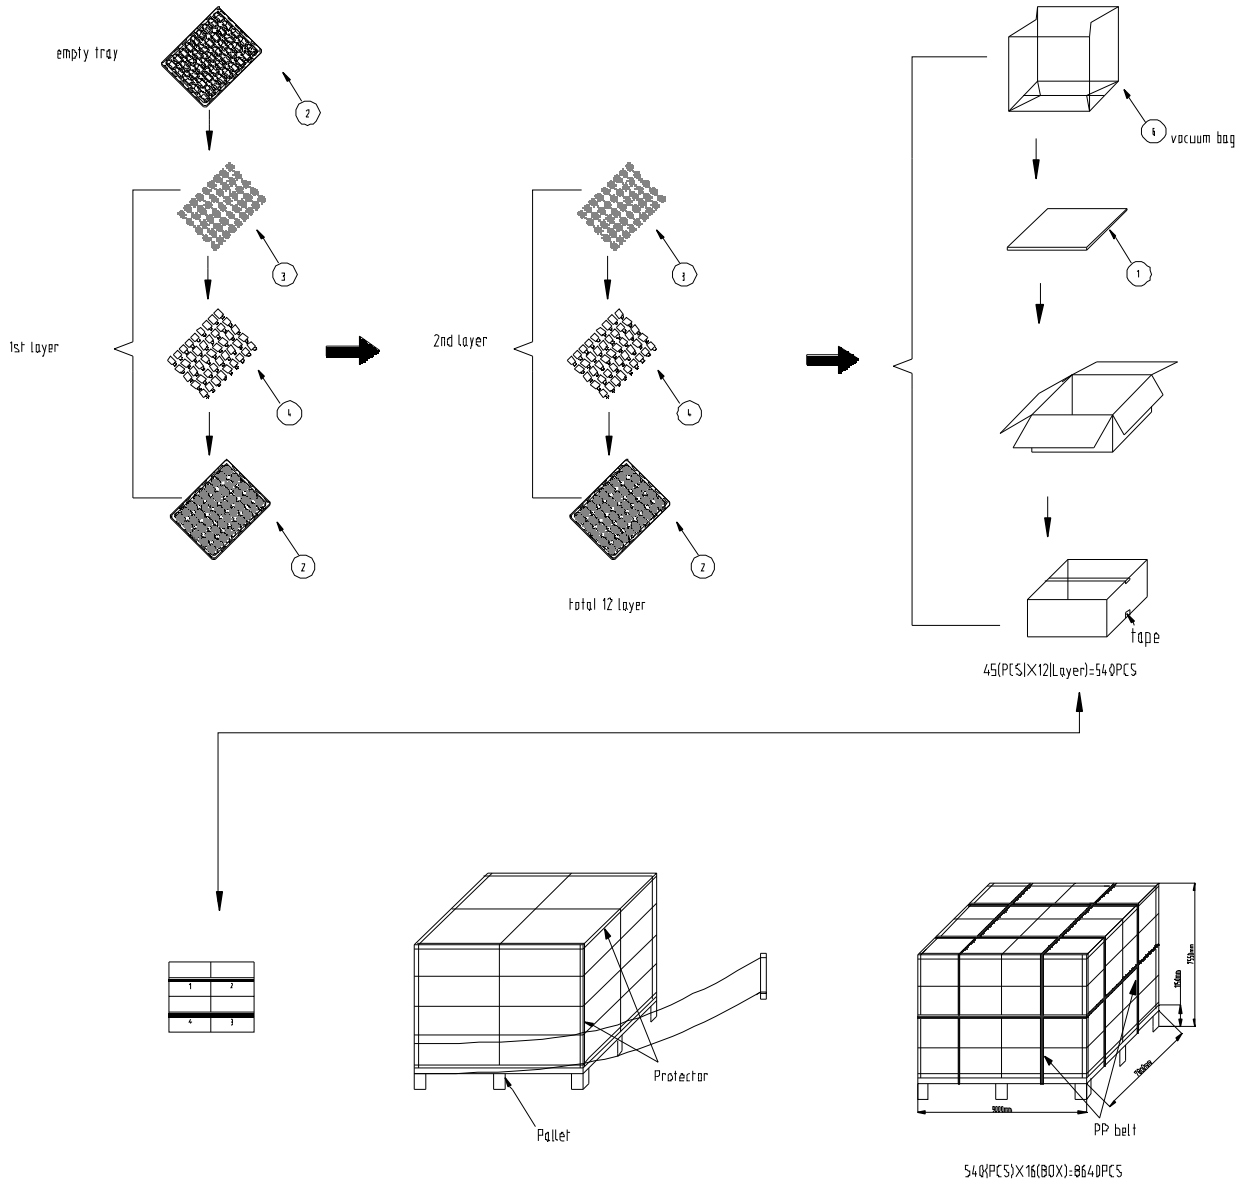 empty tray
2
6
vacuum bag
3
3
1
1st layer
2nd layer
4
4
2
2
total 12 layer
tape
45(PCS)X12(Layer)=540PCS
1 2
4 3
Protector
Pallet
PP belt
540(PCS)X16(BOX)=8640PCS